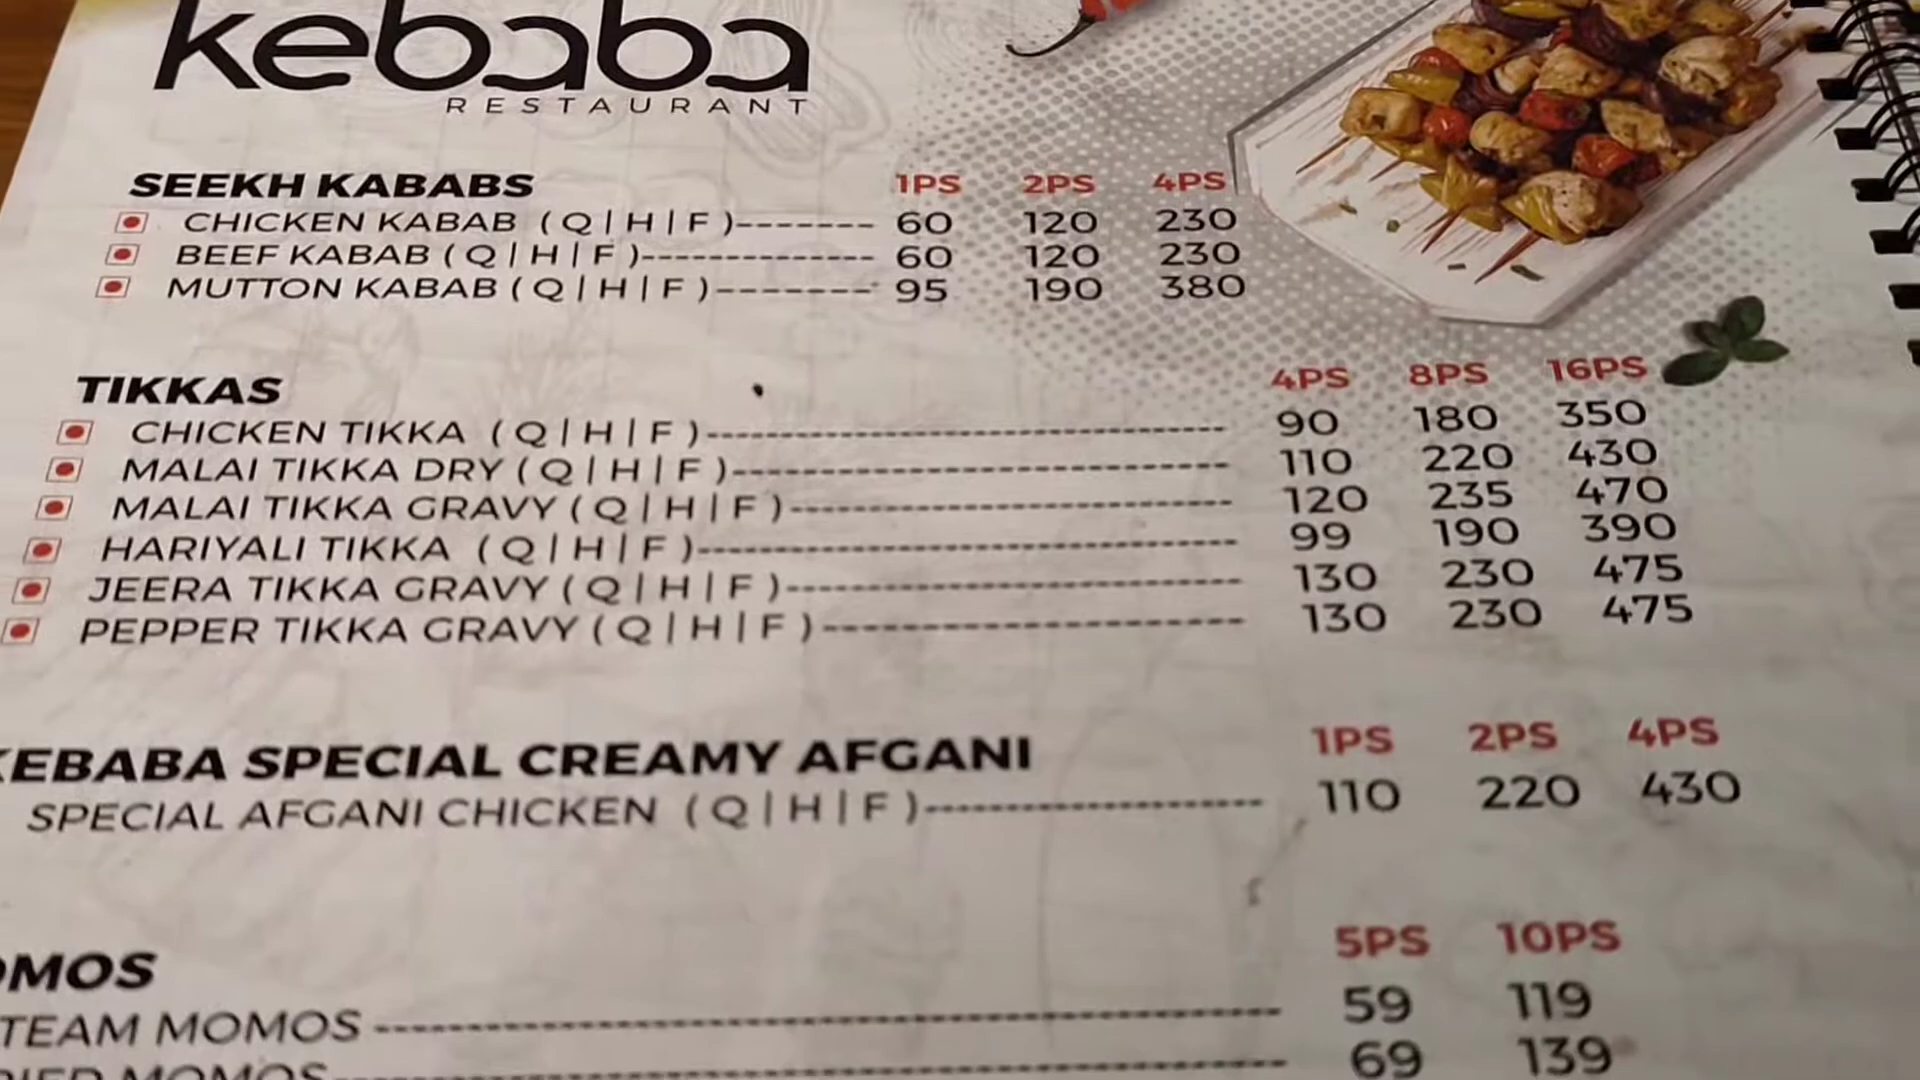 kebaba
RESTAURANT
SEEKH KABABS 1PS 2PS 4PS
CHICKEN KABAB (Q|H|F)------- 60 120 230
BEEF KABAB (Q|H|F)-------------- 60 120 230
MUTTON KABAB (Q|H|F)------- 95 190 380
TIKKAS 4PS 8PS 16PS
CHICKEN TIKKA (Q|H|F)-------------------------------- 90 180 350
MALAI TIKKA DRY (Q|H|F)------------------------------ 110 220 430
MALAI TIKKA GRAVY (Q|H|F)--------------------------- 120 235 470
HARIYALI TIKKA (Q|H|F)--------------------------------- 99 190 390
JEERA TIKKA GRAVY (Q|H|F)---------------------------- 130 230 475
PEPPER TIKKA GRAVY (Q|H|F)-------------------------- 130 230 475
KEBABA SPECIAL CREAMY AFGANI 1PS 2PS 4PS
SPECIAL AFGANI CHICKEN (Q|H|F)-------------------- 110 220 430
OMOS 5PS 10PS
TEAM MOMOS ------------------------------------------------ 59 119
RIED MOMOS-------------------------------------------------- 69 139